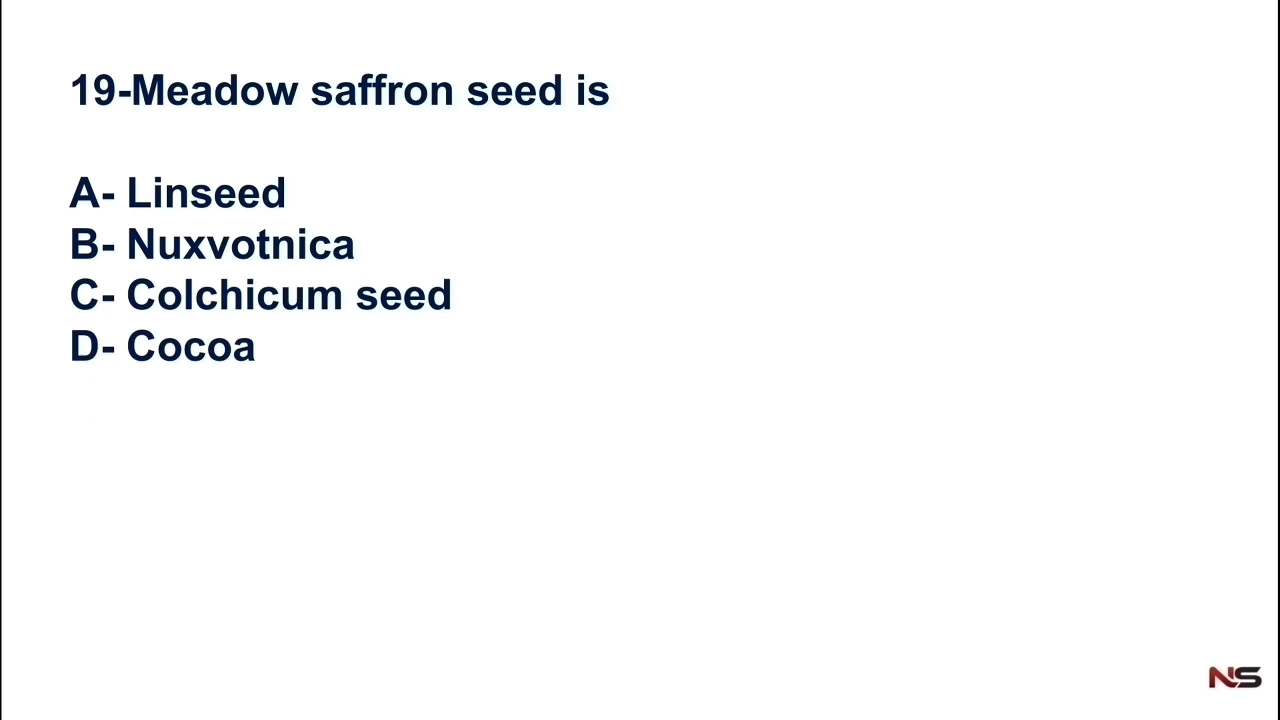 19-Meadow saffron seed is
A- Linseed
B- Nuxvotnica
C- Colchicum seed
D- Cocoa
NS